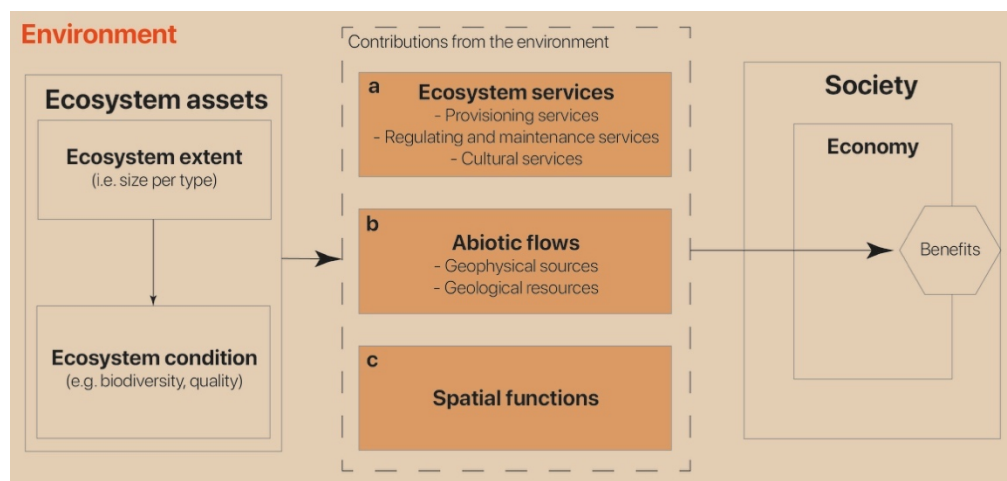 Environment
Ecosystem assets
Ecosystem extent
(i.e. size per type)
Ecosystem condition
(e.g. biodiversity, quality)
Contributions from the environment
a
Ecosystem services
- Provisioning services
- Regulating and maintenance services
- Cultural services
b
Abiotic flows
- Geophysical sources
- Geological resources
c
Spatial functions
Society
Economy
Benefits